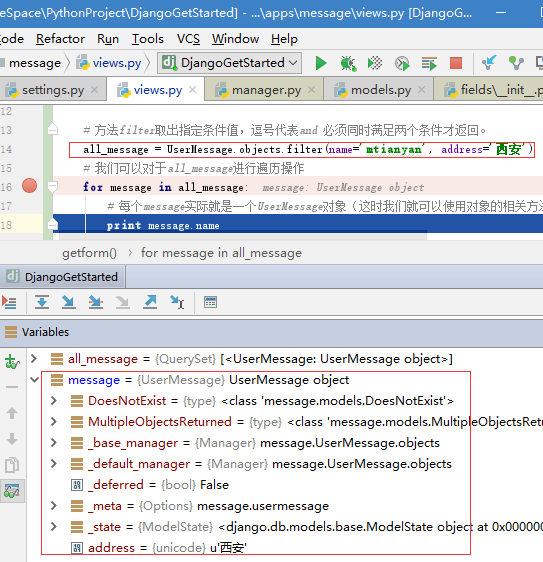 eSpace\PythonProject\DjangoGetStarted] - ...\apps\message\views.py [DjangoG...
Code Refactor Run Tools VCS Window Help
message views.py DjangoGetStarted
settings.py views.py manager.py models.py fields\__init__.p
12
13 # 方法filter取出指定条件值，逗号代表and 必须同时满足两个条件才返回。
14 all_message = UserMessage.objects.filter(name='mtianyan', address='西安')
15 # 我们可以对于all_message进行遍历操作
16 for message in all_message: message: UserMessage object
# 每个message实际就是一个UserMessage对象（这时我们就可以使用对象的相关方法
18 print message.name
getform() for message in all_message
DjangoGetStarted
Variables
all_message = {QuerySet} [<UserMessage: UserMessage object>]
message = {UserMessage} UserMessage object
DoesNotExist = {type} <class 'message.models.DoesNotExist'>
MultipleObjectsReturned = {type} <class 'message.models.MultipleObjectsRetu
_base_manager = {Manager} message.UserMessage.objects
_default_manager = {Manager} message.UserMessage.objects
_deferred = {bool} False
_meta = {Options} message.usermessage
_state = {ModelState} <django.db.models.base.ModelState object at 0x000000
address = {unicode} u'西安'